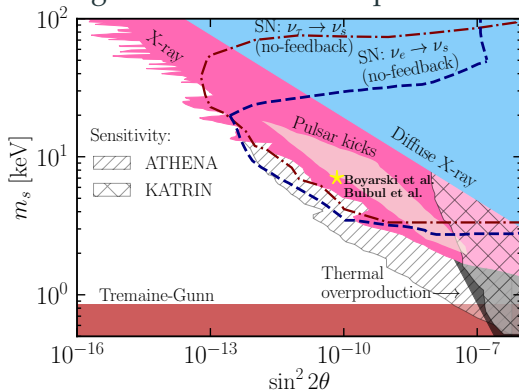 SN: ν_τ → ν_s
(no-feedback)
SN: ν_e → ν_s
(no-feedback)
X-ray
Pulsar kicks
Diffuse X-ray
Sensitivity:
ATHENA
KATRIN
Boyarski et al.
Bulbul et al.
Thermal
overproduction→
Tremaine-Gunn
m_s [keV]
10^2
10^1
10^0
10^−16
10^−13
10^−10
10^−7
sin^2 2θ